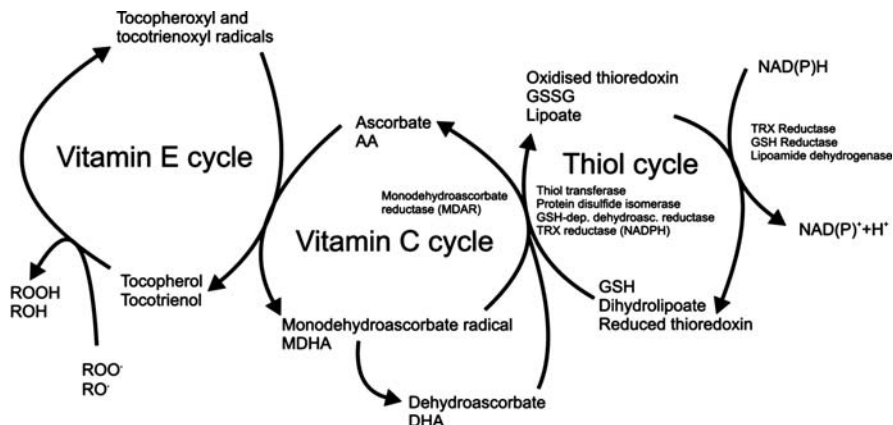 Tocopheroxyl and
tocotrienoxyl radicals
Vitamin E cycle
ROOH
ROH
ROO·
RO·
Tocopherol
Tocotrienol
Ascorbate
AA
Monodehydroascorbate
reductase (MDAR)
Vitamin C cycle
Monodehydroascorbate radical
MDHA
Dehydroascorbate
DHA
Oxidised thioredoxin
GSSG
Lipoate
Thiol cycle
Thiol transferase
Protein disulfide isomerase
GSH-dep. dehydroasc. reductase
TRX reductase (NADPH)
GSH
Dihydrolipoate
Reduced thioredoxin
NAD(P)H
TRX Reductase
GSH Reductase
Lipoamide dehydrogenase
NAD(P)⁺+H⁺